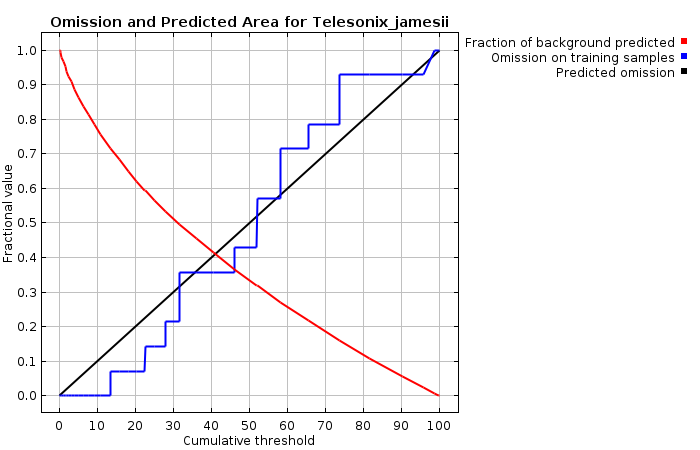 Omission and Predicted Area for Telesonix_jamesii
Fraction of background predicted
Omission on training samples
Predicted omission
Fractional value
1.0
0.9
0.8
0.7
0.6
0.5
0.4
0.3
0.2
0.1
0.0
0 10 20 30 40 50 60 70 80 90 100
Cumulative threshold